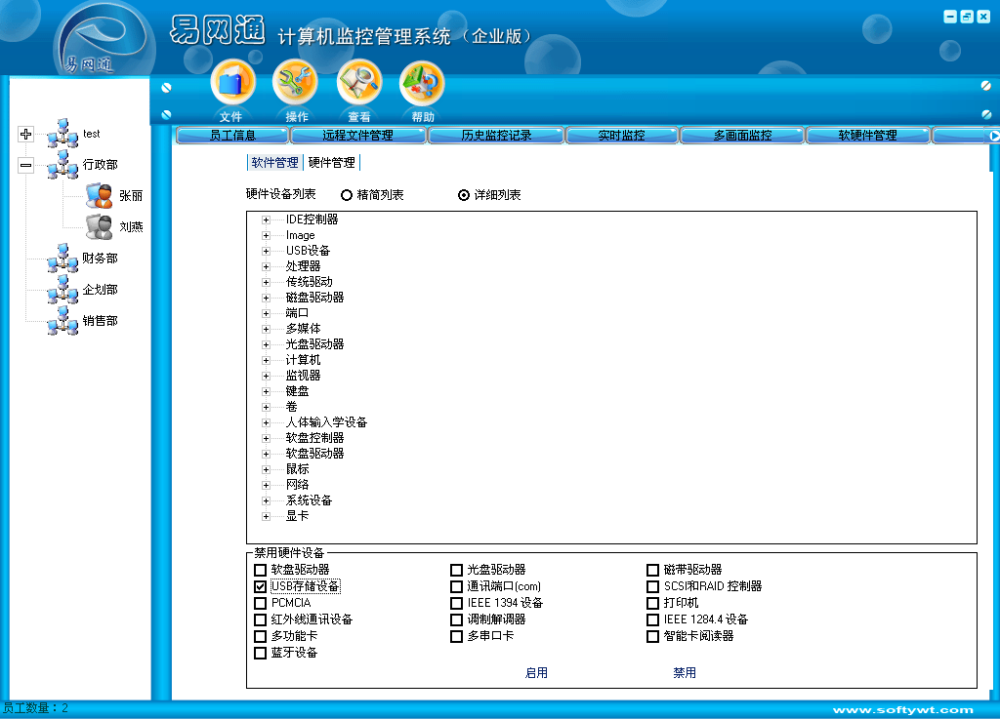 易网通
易网通 计算机监控管理系统（企业版）
文件 操作 查看 帮助
员工信息 远程文件管理 历史监控记录 实时监控 多画面监控 软硬件管理
test
行政部
张丽
刘燕
财务部
企划部
销售部
软件管理 硬件管理
硬件设备列表 精简列表 详细列表
IDE控制器
Image
USB设备
处理器
传统驱动
磁盘驱动器
端口
多媒体
光盘驱动器
计算机
监视器
键盘
卷
人体输入学设备
软盘控制器
软盘驱动器
鼠标
网络
系统设备
显卡
禁用硬件设备
软盘驱动器 光盘驱动器 磁带驱动器
USB存储设备 通讯端口(com) SCSI和RAID 控制器
PCMCIA IEEE 1394 设备 打印机
红外线通讯设备 调制解调器 IEEE 1284.4 设备
多功能卡 多串口卡 智能卡阅读器
蓝牙设备
启用 禁用
员工数量：2
www.softywt.com